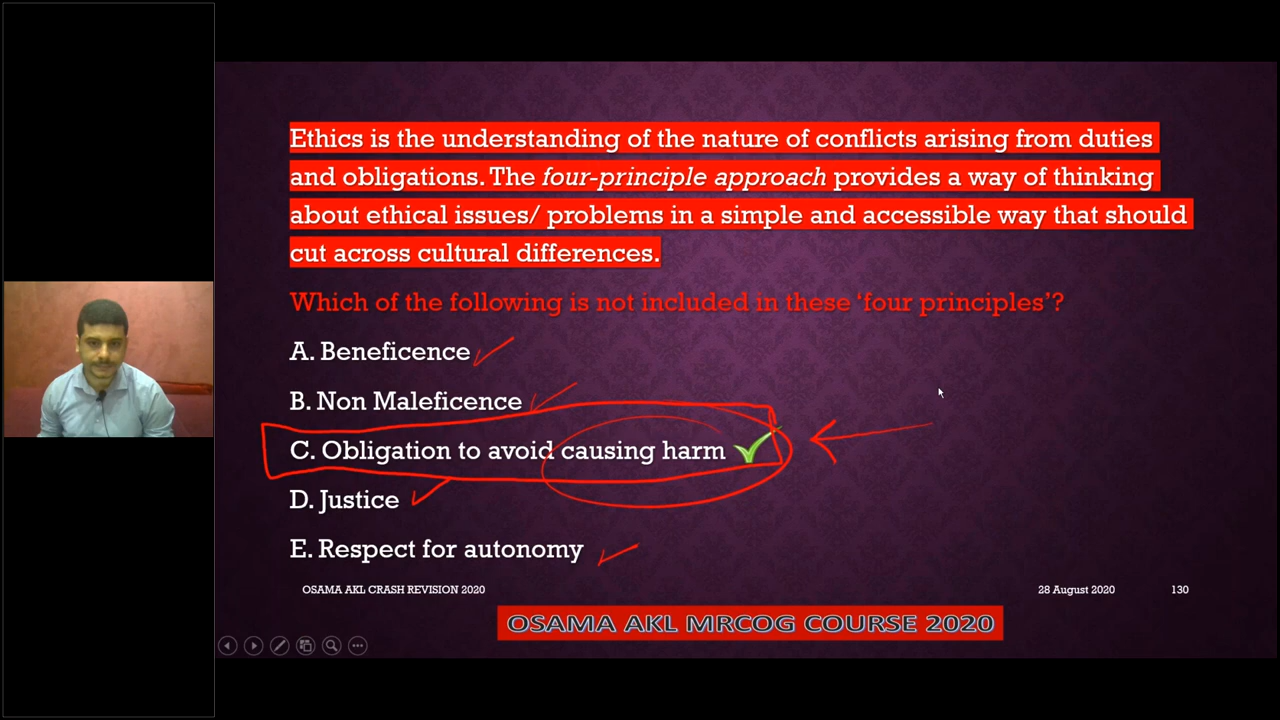 Ethics is the understanding of the nature of conflicts arising from duties
and obligations. The four-principle approach provides a way of thinking
about ethical issues/ problems in a simple and accessible way that should
cut across cultural differences.
Which of the following is not included in these ‘four principles’?
A. Beneficence
B. Non Maleficence
C. Obligation to avoid causing harm
D. Justice
E. Respect for autonomy
OSAMA AKL CRASH REVISION 2020 28 August 2020 130
OSAMA AKL MRCOG COURSE 2020